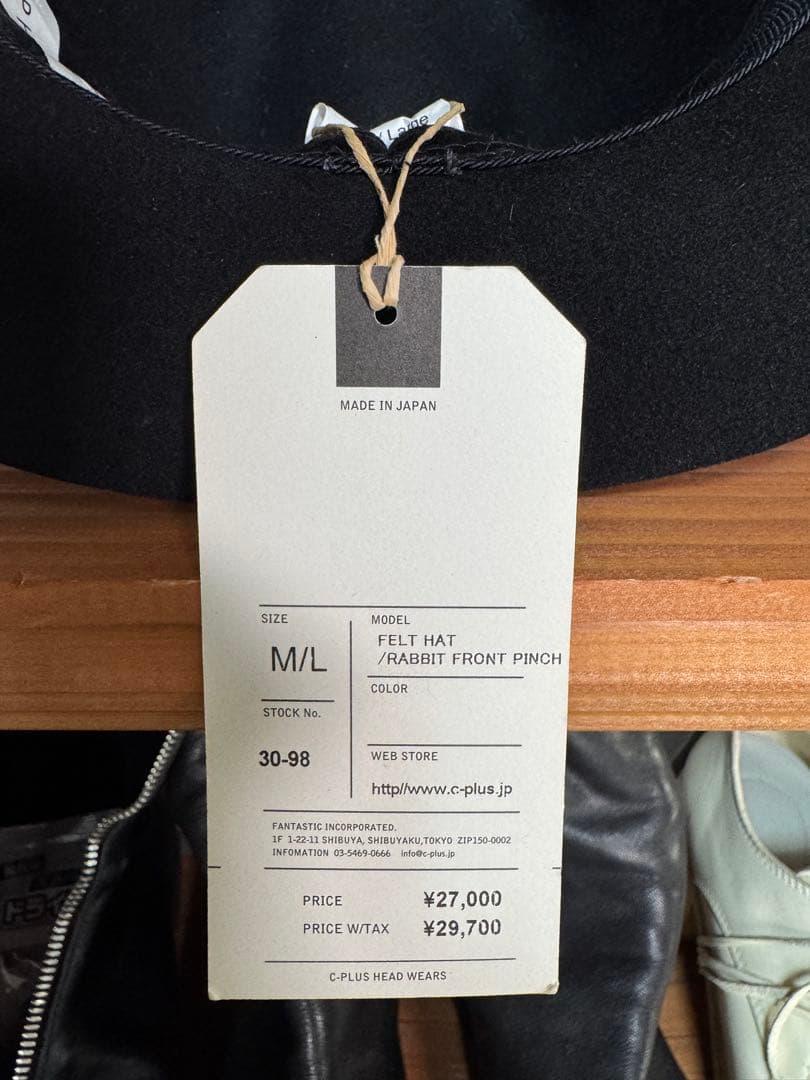 Large
MADE IN JAPAN
SIZE
M/L
STOCK No.
30-98
MODEL
FELT HAT
/RABBIT FRONT PINCH
COLOR
WEB STORE
http//www.c-plus.jp
FANTASTIC INCORPORATED.
1F 1-22-11 SHIBUYA, SHIBUYAKU,TOKYO ZIP150-0002
INFOMATION 03-5469-0666 info@c-plus.jp
PRICE ¥27,000
PRICE W/TAX ¥29,700
C-PLUS HEAD WEARS